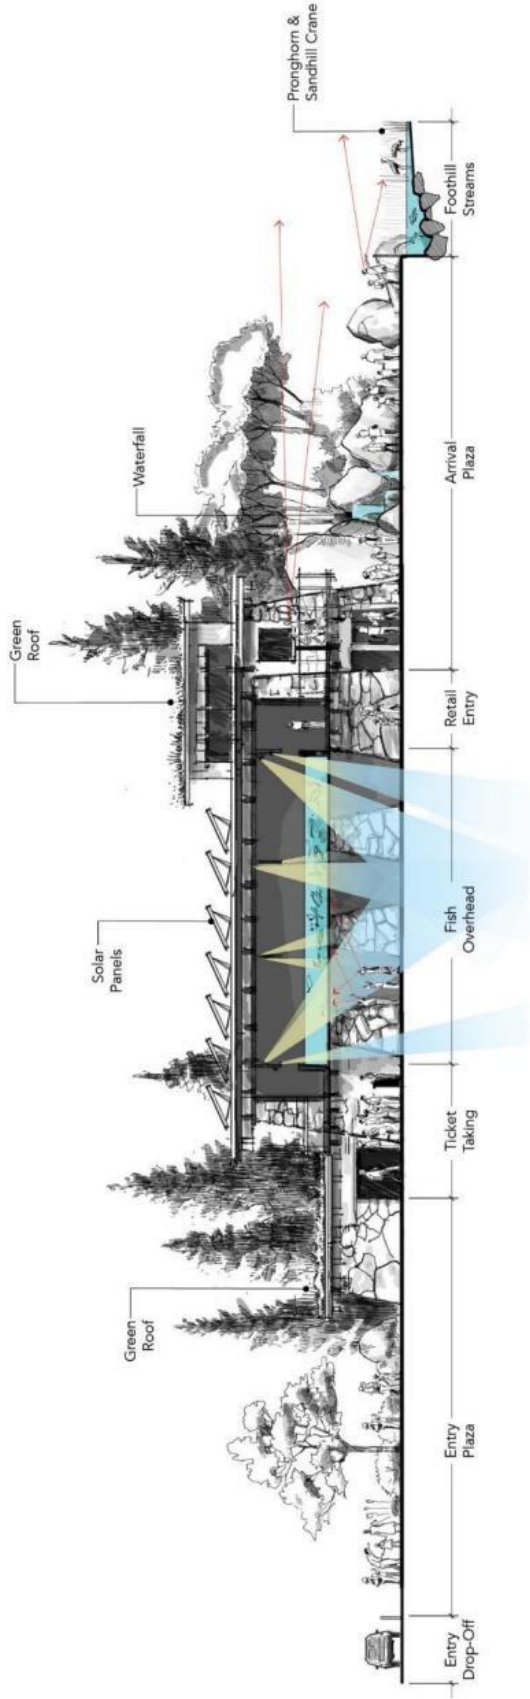 Green
Roof
Solar
Panels
Green
Roof
Waterfall
Pronghorn &
Sandhill Crane
Entry
Drop-Off
Entry
Plaza
Ticket
Taking
Fish
Overhead
Retail
Entry
Arrival
Plaza
Foothill
Streams